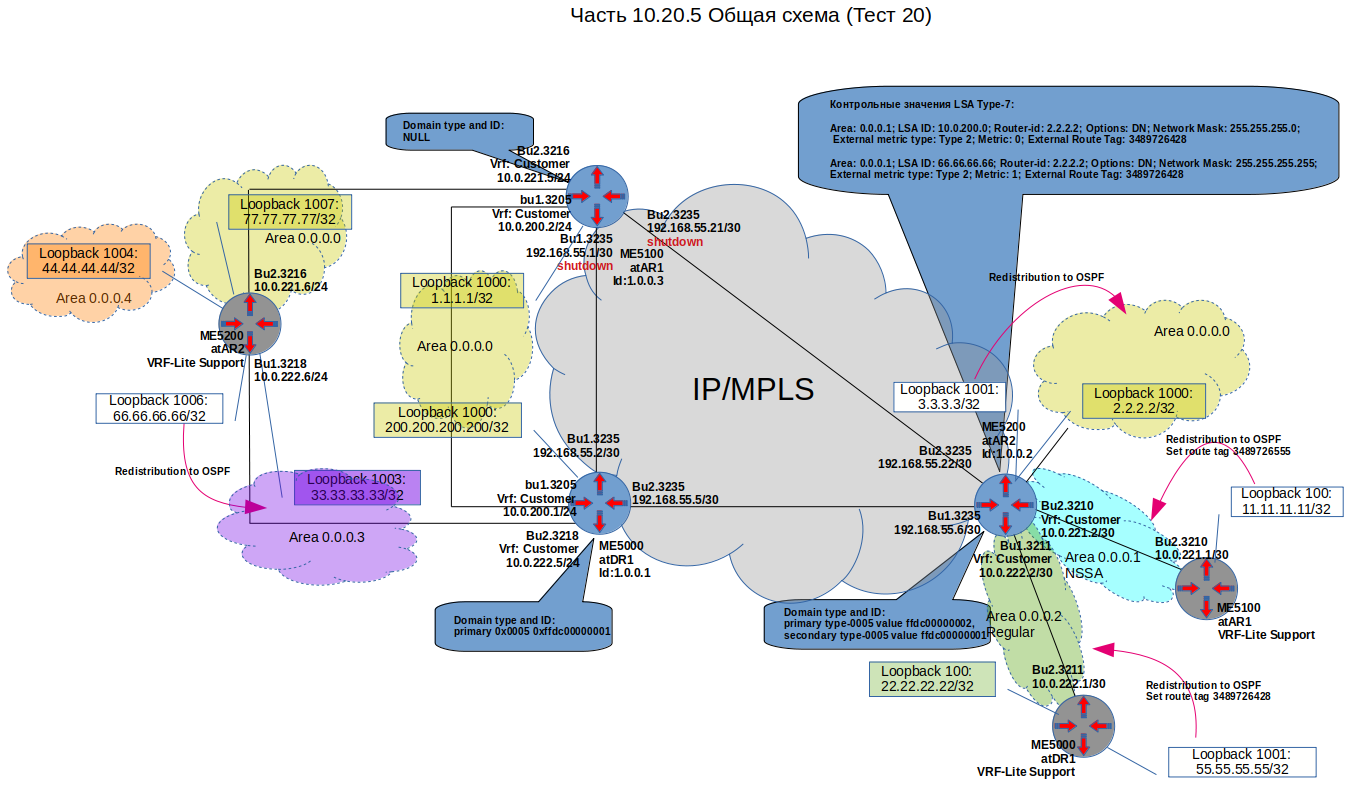 Часть 10.20.5 Общая схема (Тест 20)
Domain type and ID:
NULL
Контрольные значения LSA Type-7:
Area: 0.0.0.1; LSA ID: 10.0.200.0; Router-id: 2.2.2.2; Options: DN; Network Mask: 255.255.255.0;
External metric type: Type 2; Metric: 0; External Route Tag: 3489726428
Area: 0.0.0.1; LSA ID: 66.66.66.66; Router-id: 2.2.2.2; Options: DN; Network Mask: 255.255.255.255;
External metric type: Type 2; Metric: 1; External Route Tag: 3489726428
Bu2.3216
Vrf: Customer
10.0.221.5/24
bu1.3205
Vrf: Customer
10.0.200.2/24
Bu1.3235
192.168.55.1/30
shutdown
Bu2.3235
192.168.55.21/30
shutdown
ME5100
atAR1
Id:1.0.0.3
Loopback 1007:
77.77.77.77/32
Area 0.0.0.0
Loopback 1004:
44.44.44.44/32
Area 0.0.0.4
Bu2.3216
10.0.221.6/24
ME5200
atAR2
VRF-Lite Support
Bu1.3218
10.0.222.6/24
Loopback 1006:
66.66.66.66/32
Redistribution to OSPF
Loopback 1003:
33.33.33.33/32
Area 0.0.0.3
Loopback 1000:
1.1.1.1/32
Area 0.0.0.0
Loopback 1000:
200.200.200.200/32
IP/MPLS
Redistribution to OSPF
Area 0.0.0.0
Loopback 1001:
3.3.3.3/32
Loopback 1000:
2.2.2.2/32
ME5200
atAR2
Id:1.0.0.2
Bu2.3235
192.168.55.22/30
Bu1.3235
192.168.55.2/30
bu1.3205
Vrf: Customer
10.0.200.1/24
Bu2.3235
192.168.55.5/30
Bu2.3218
Vrf: Customer
10.0.222.5/24
ME5000
atDR1
Id:1.0.0.1
Domain type and ID:
primary 0x0005 0xffdc00000001
Bu1.3235
192.168.55.6/30
Bu2.3210
Vrf: Customer
10.0.221.2/30
Bu1.3211
Vrf: Customer
10.0.222.2/30
Domain type and ID:
primary type-0005 value ffdc00000002,
secondary type-0005 value ffdc00000001
Redistribution to OSPF
Set route tag 3489726555
Loopback 100:
11.11.11.11/32
Area 0.0.0.1
NSSA
Bu2.3210
10.0.221.1/30
ME5100
atAR1
VRF-Lite Support
Area 0.0.0.2
Regular
Loopback 100:
22.22.22.22/32
Bu2.3211
10.0.222.1/30
Redistribution to OSPF
Set route tag 3489726428
ME5000
atDR1
VRF-Lite Support
Loopback 1001:
55.55.55.55/32